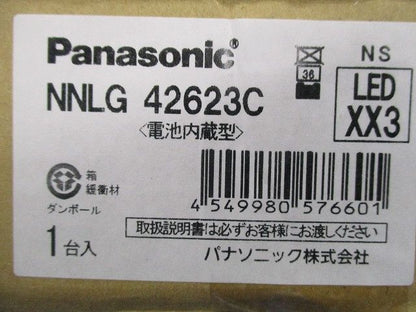 Panasonic®
NS
NNLG 42623C
36
LED
XX3
〈電池内蔵型〉
箱
緩衝材
ダンボール
4 549980 576601
1台入
取扱説明書は必ずお客様にお渡しください
パナソニック株式会社